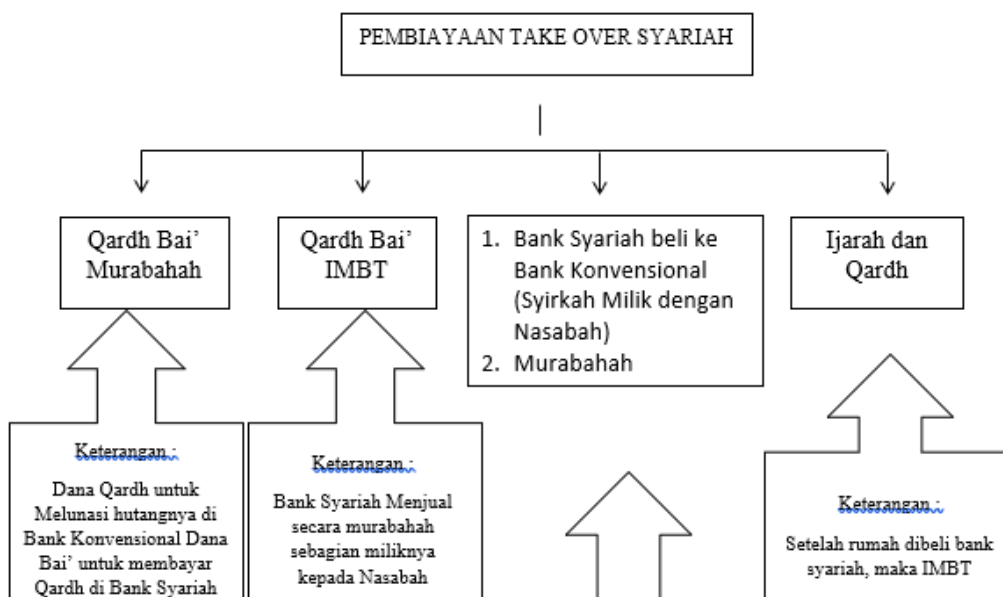 PEMBIAYAAN TAKE OVER SYARIAH
Qardh Bai’
Murabahah
Qardh Bai’
IMBT
1. Bank Syariah beli ke
Bank Konvensional
(Syirkah Milik dengan
Nasabah)
2. Murabahah
Ijarah dan
Qardh
Keterangan :
Dana Qardh untuk
Melunasi hutangnya di
Bank Konvensional Dana
Bai’ untuk membayar
Qardh di Bank Syariah
Keterangan :
Bank Syariah Menjual
secara murabahah
sebagian miliknya
kepada Nasabah
Keterangan :
Setelah rumah dibeli bank
syariah, maka IMBT